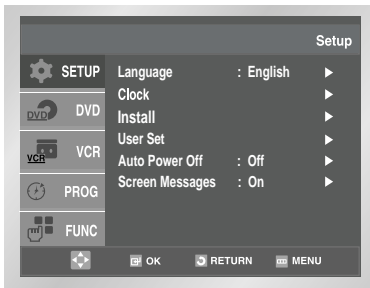 Setup
SETUP
DVD DVD
VCR VCR
PROG
FUNC
Language : English ►
Clock ►
Install ►
User Set ►
Auto Power Off : Off ►
Screen Messages : On ►
OK RETURN MENU